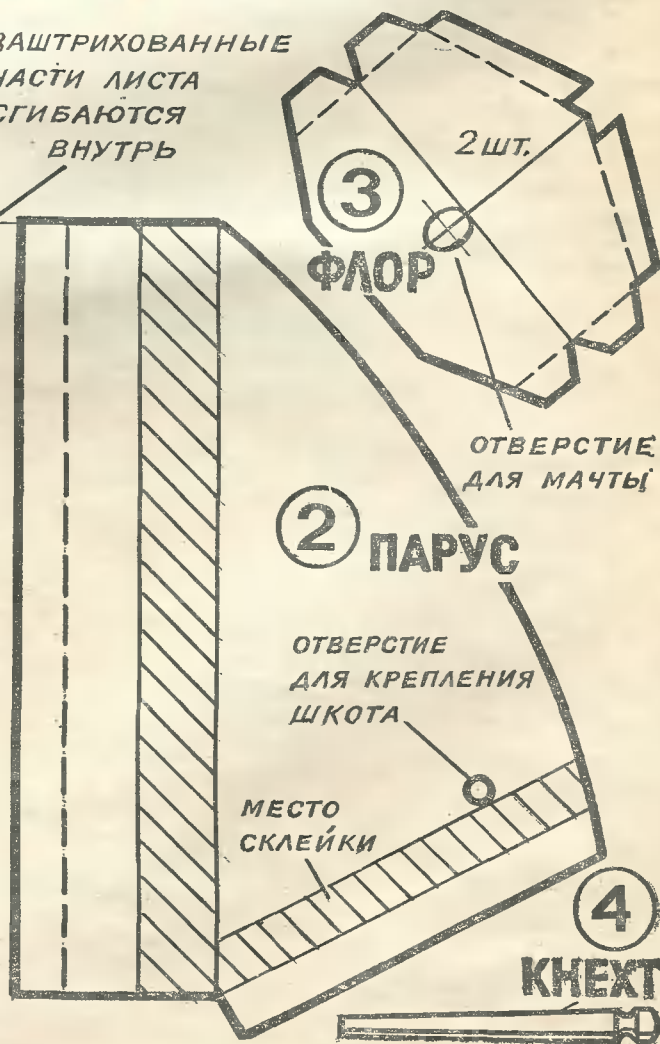 ЗАШТРИХОВАННЫЕ
ЧАСТИ ЛИСТА
СГИБАЮТСЯ
ВНУТРЬ
2 ШТ.
3
ФЛОР
ОТВЕРСТИЕ
ДЛЯ МАЧТЫ
2 ПАРУС
ОТВЕРСТИЕ
ДЛЯ КРЕПЛЕНИЯ
ШКОТА
МЕСТО
СКЛЕЙКИ
4
КНЕХТ